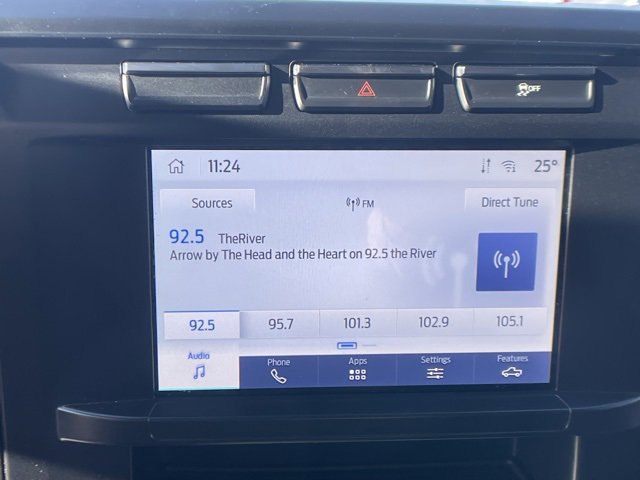 OFF
11:24
25°
Sources
FM
Direct Tune
92.5 TheRiver
Arrow by The Head and the Heart on 92.5 the River
92.5 95.7 101.3 102.9 105.1
Audio Phone Apps Settings Features